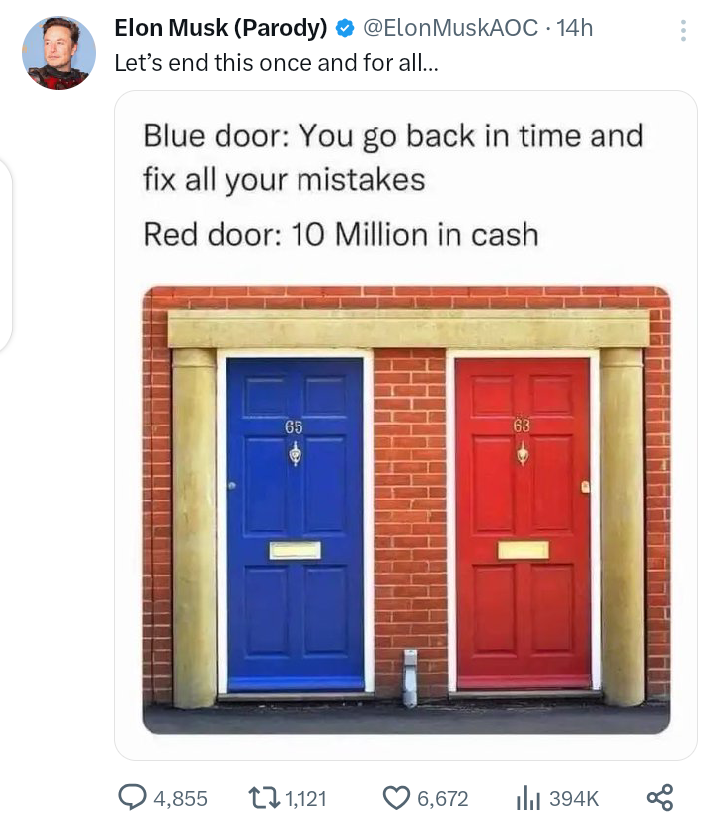 Elon Musk (Parody) @ElonMuskAOC · 14h
Let’s end this once and for all...
Blue door: You go back in time and
fix all your mistakes
Red door: 10 Million in cash
65
63
4,855 1,121 6,672 394K